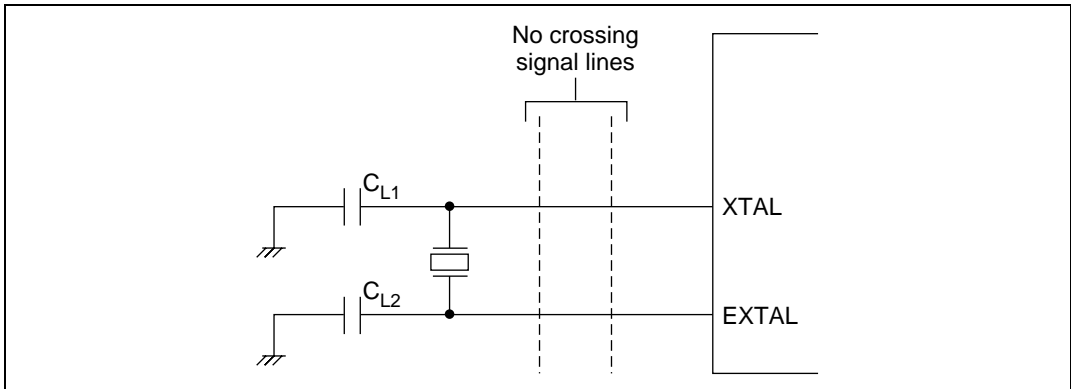 No crossing
signal lines
CL1
XTAL
CL2
EXTAL